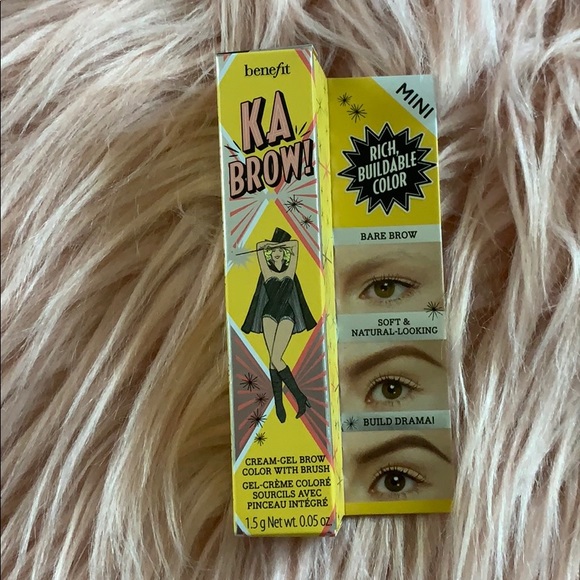 benefit
KA
BROW!
CREAM-GEL BROW
COLOR WITH BRUSH
GEL-CRÈME COLORÉ
SOURCILS AVEC
PINCEAU INTÉGRÉ
1.5 g Net wt. 0.05 oz.
MINI
RICH,
BUILDABLE
COLOR
BARE BROW
SOFT &
NATURAL-LOOKING
BUILD DRAMA!